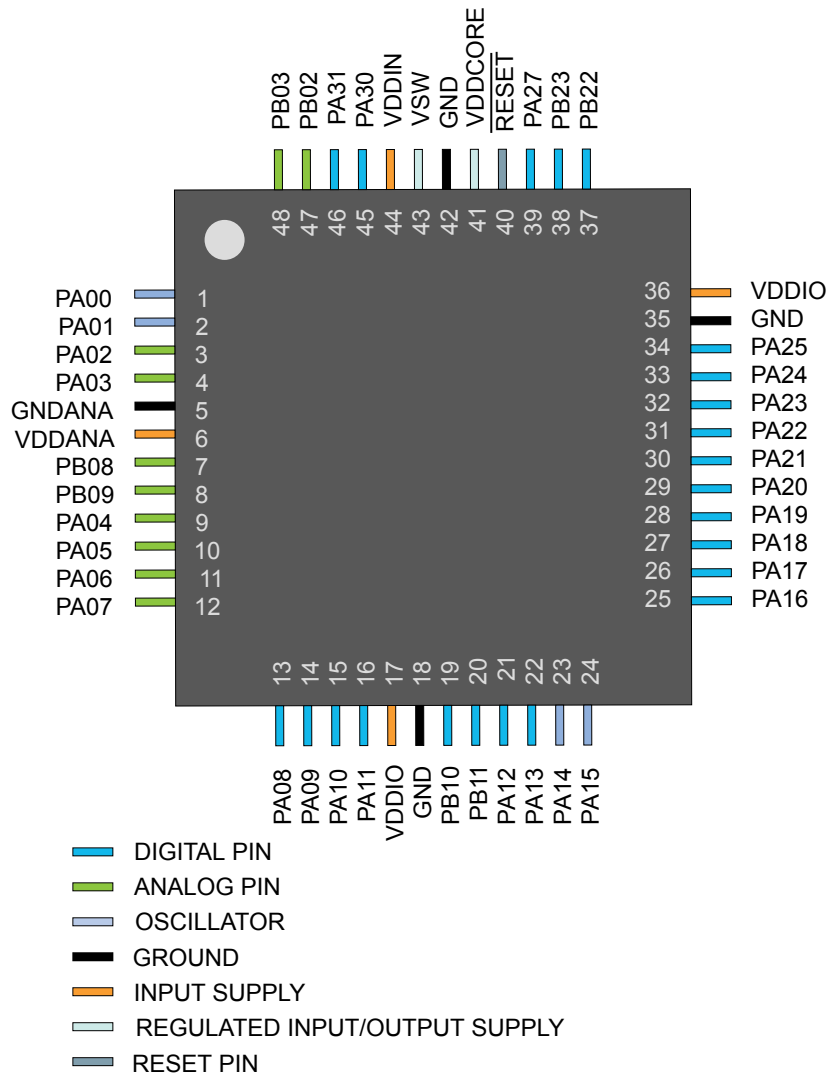 PB03
PB02
PA31
PA30
VDDIN
VSW
GND
VDDCORE
RESET
PA27
PB23
PB22
48
47
46
45
44
43
42
41
40
39
38
37
PA00 1
PA01 2
PA02 3
PA03 4
GNDANA 5
VDDANA 6
PB08 7
PB09 8
PA04 9
PA05 10
PA06 11
PA07 12
36 VDDIO
35 GND
34 PA25
33 PA24
32 PA23
31 PA22
30 PA21
29 PA20
28 PA19
27 PA18
26 PA17
25 PA16
13
14
15
16
17
18
19
20
21
22
23
24
PA08
PA09
PA10
PA11
VDDIO
GND
PB10
PB11
PA12
PA13
PA14
PA15
DIGITAL PIN
ANALOG PIN
OSCILLATOR
GROUND
INPUT SUPPLY
REGULATED INPUT/OUTPUT SUPPLY
RESET PIN